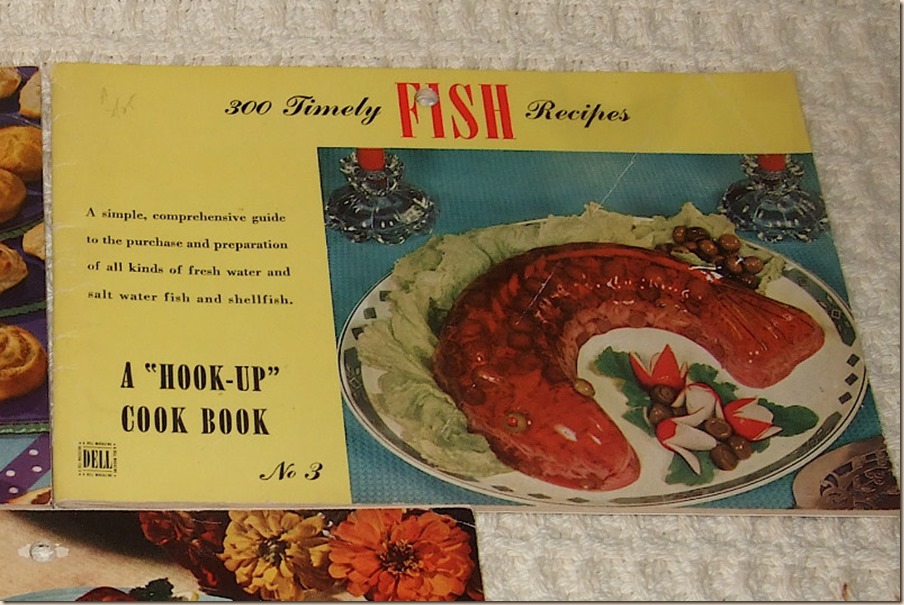 300 Timely FISH Recipes
A simple, comprehensive guide
to the purchase and preparation
of all kinds of fresh water and
salt water fish and shellfish.
A "HOOK-UP"
COOK BOOK
DELL
No 3